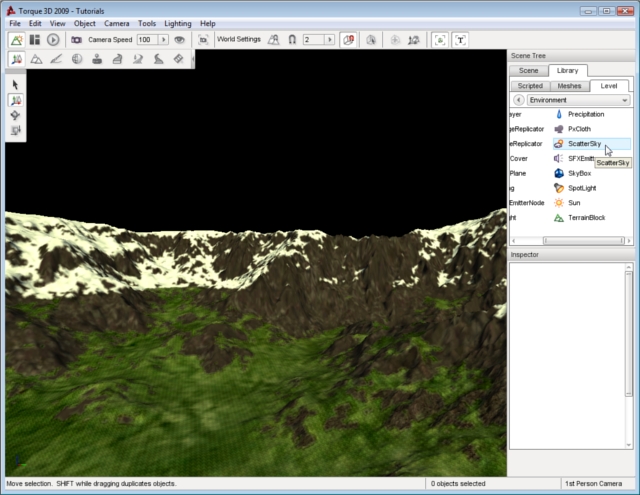 Torque 3D 2009 - Tutorials
File Edit View Object Camera Tools Lighting Help
Camera Speed 100 World Settings 2 T
Scene Tree
Scene Library
Scripted Meshes Level
Environment
ayer Precipitation
geReplicator PxCloth
eReplicator ScatterSky
Cover SFXEmitt
ScatterSky
Plane SkyBox
ng SpotLight
EmitterNode Sun
ght TerrainBlock
Inspector
Move selection. SHIFT while dragging duplicates objects. 0 objects selected 1st Person Camera